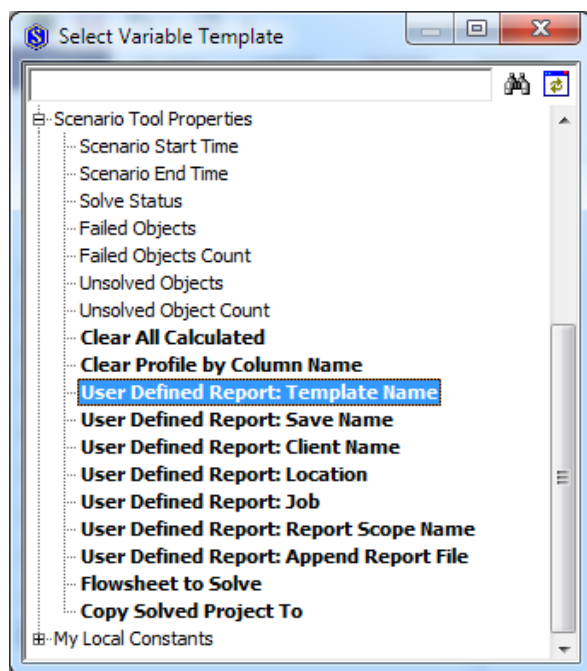 Select Variable Template
Scenario Tool Properties
Scenario Start Time
Scenario End Time
Solve Status
Failed Objects
Failed Objects Count
Unsolved Objects
Unsolved Object Count
Clear All Calculated
Clear Profile by Column Name
User Defined Report: Template Name
User Defined Report: Save Name
User Defined Report: Client Name
User Defined Report: Location
User Defined Report: Job
User Defined Report: Report Scope Name
User Defined Report: Append Report File
Flowsheet to Solve
Copy Solved Project To
My Local Constants